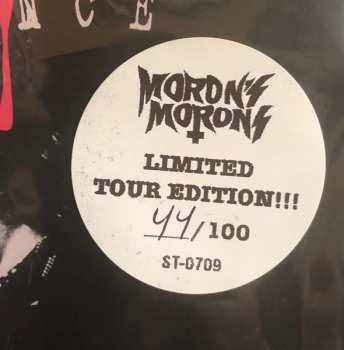 NCE
MORON'S
MORONS
LIMITED
TOUR EDITION!!!
44/100
ST-0709